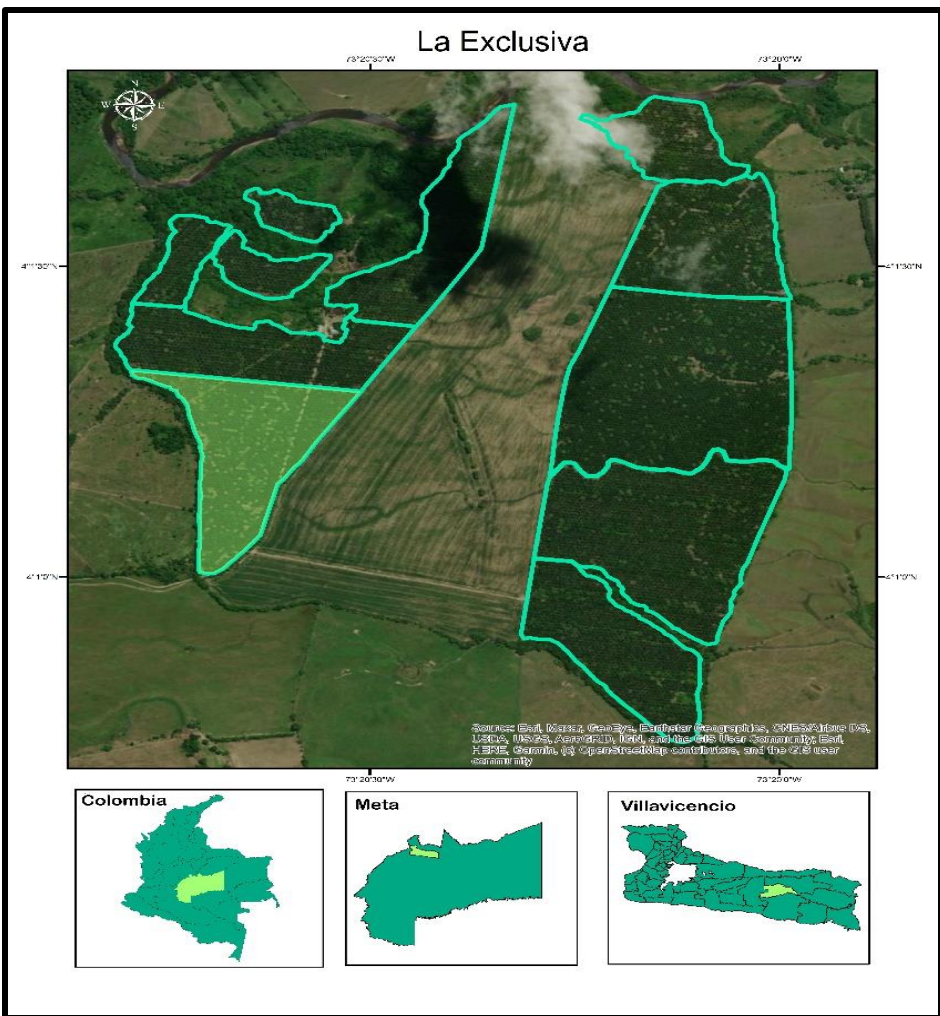 La Exclusiva
73°20'30"W
73°20'0"W
N
W
E
S
4°1'30"N
4°1'30"N
4°1'0"N
4°1'0"N
Source: Esri, Maxar, GeoEye, Earthstar Geographics, CNES/Airbus DS,
USDA, USGS, AeroGRID, IGN, and the GIS User Community; Esri,
HERE, Garmin, (c) OpenStreetMap contributors, and the GIS user
community
73°20'30"W
73°20'0"W
Colombia
Meta
Villavicencio